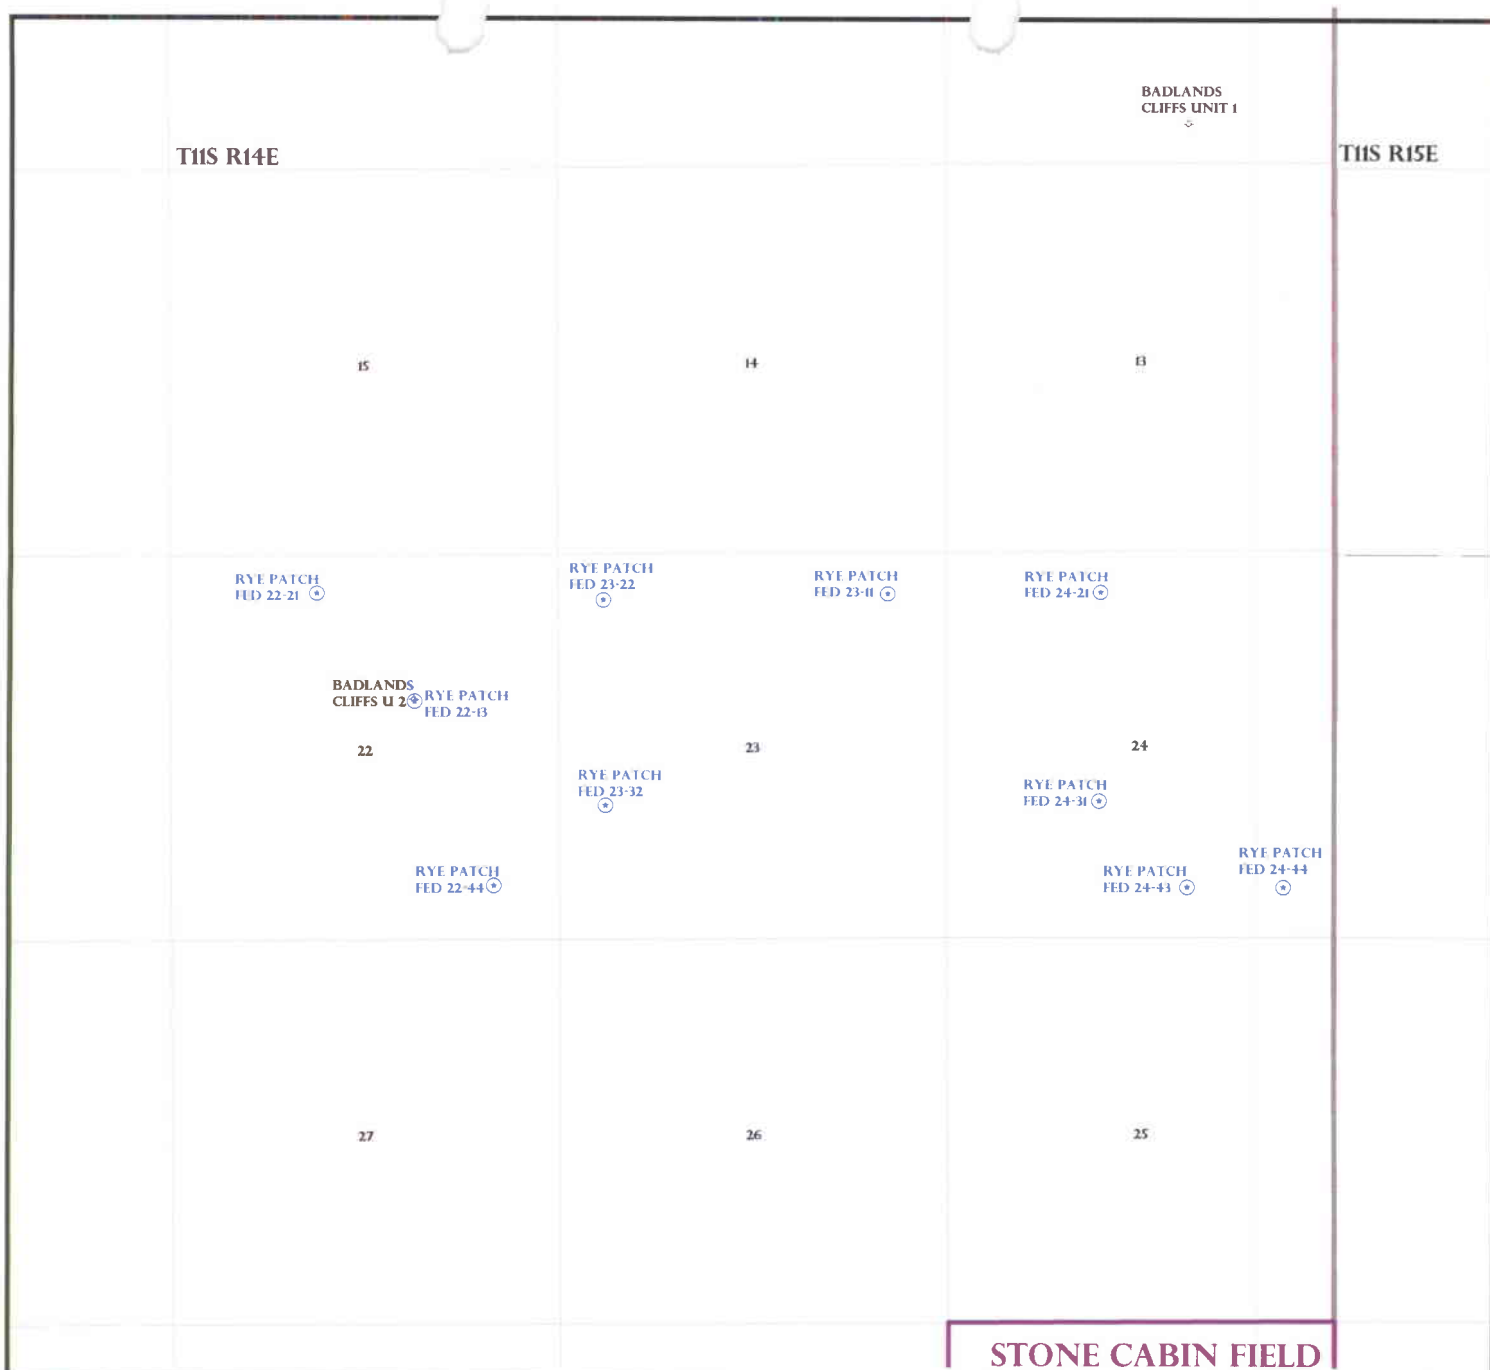 BADLANDS
CLIFFS UNIT 1
T11S R14E
T11S R15E
15
14
13
RYE PATCH
FED 22-21
RYE PATCH
FED 23-22
RYE PATCH
FED 23-11
RYE PATCH
FED 24-21
BADLANDS
CLIFFS U 2
RYE PATCH
FED 22-13
22
23
24
RYE PATCH
FED 23-32
RYE PATCH
FED 24-31
RYE PATCH
FED 22-44
RYE PATCH
FED 24-43
RYE PATCH
FED 24-44
27
26
25
STONE CABIN FIELD